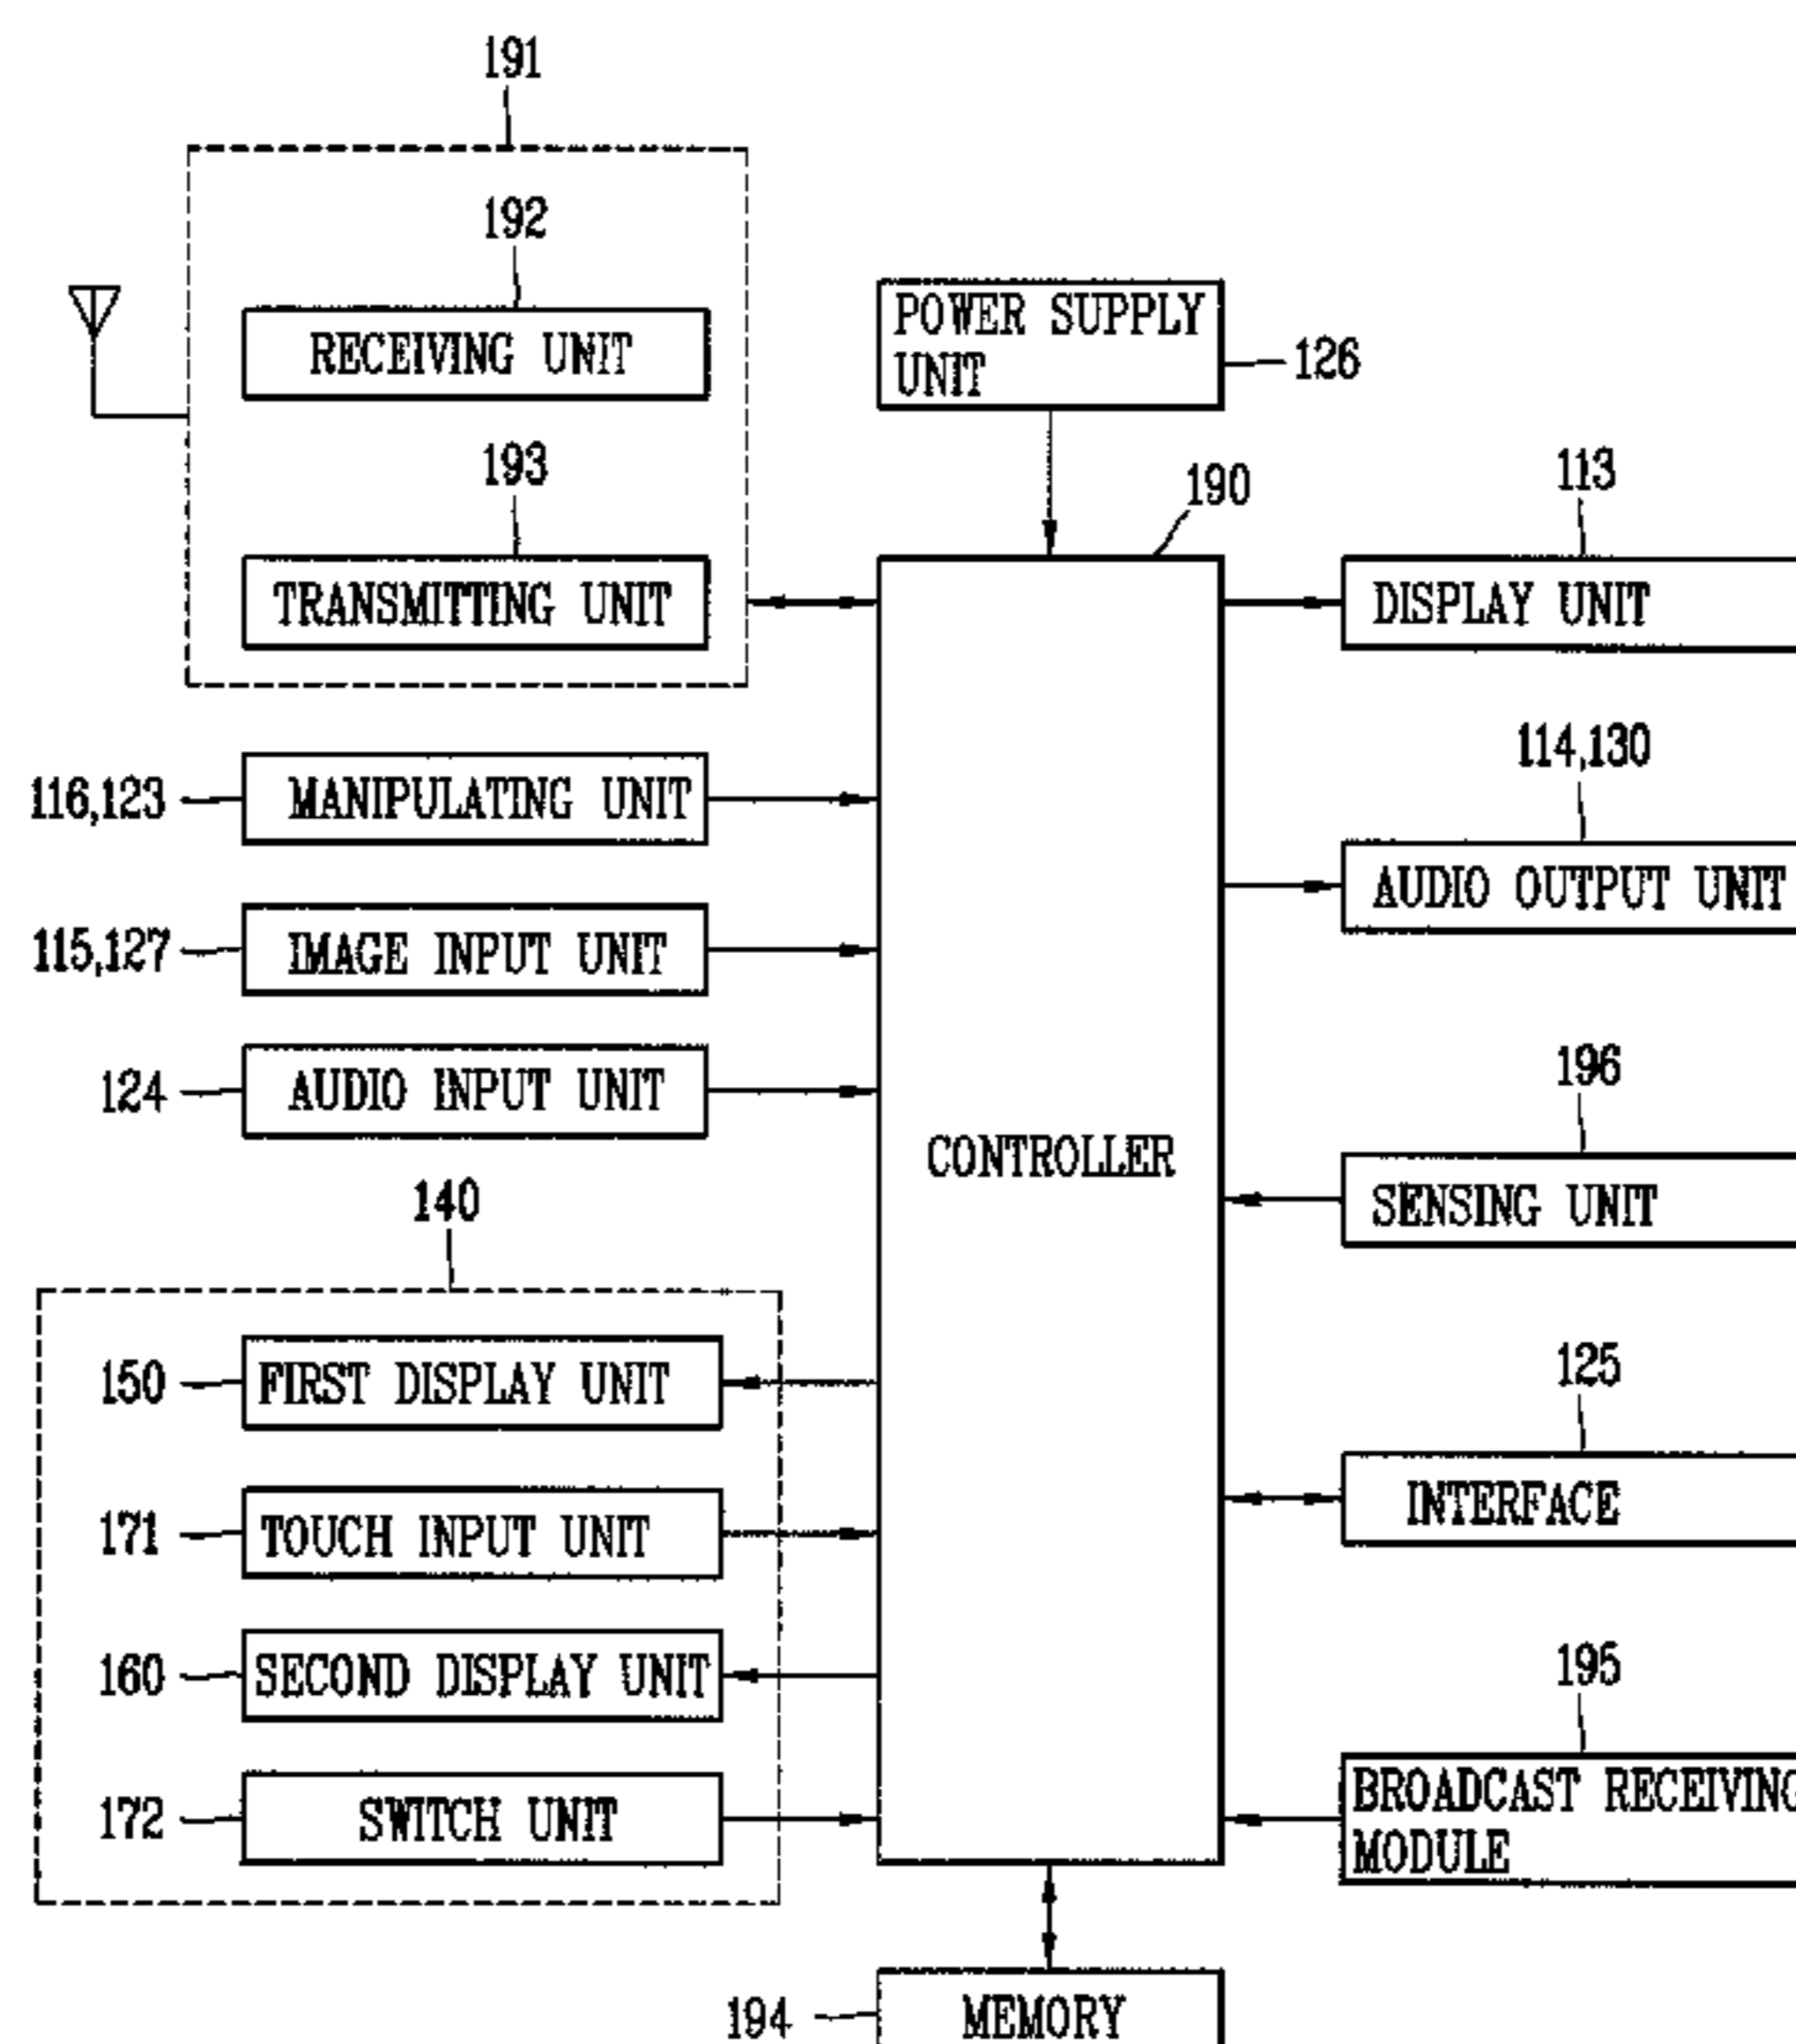 191
192
RECEIVING UNIT
193
TRANSMITTING UNIT
POWER SUPPLY
UNIT
126
190
113
DISPLAY UNIT
116,123
MANIPULATING UNIT
114,130
AUDIO OUTPUT UNIT
115,127
IMAGE INPUT UNIT
124
AUDIO INPUT UNIT
CONTROLLER
196
SENSING UNIT
140
150
FIRST DISPLAY UNIT
125
INTERFACE
171
TOUCH INPUT UNIT
160
SECOND DISPLAY UNIT
195
BROADCAST RECEIVING
MODULE
172
SWITCH UNIT
194
MEMORY